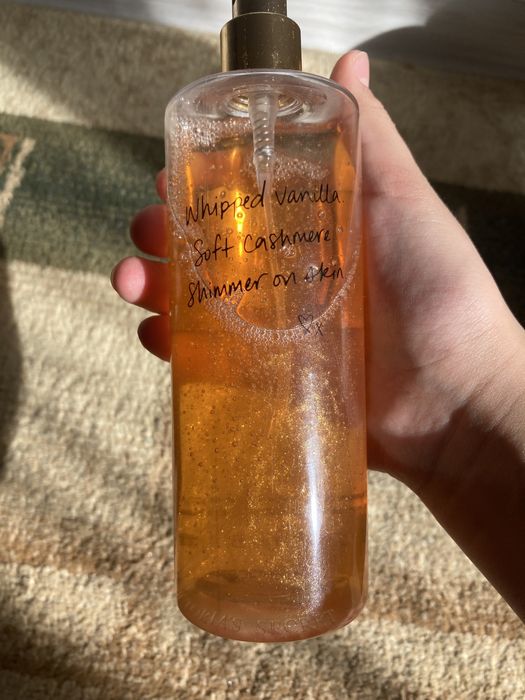 Whipped Vanilla
Soft Cashmere
Shimmer on skin